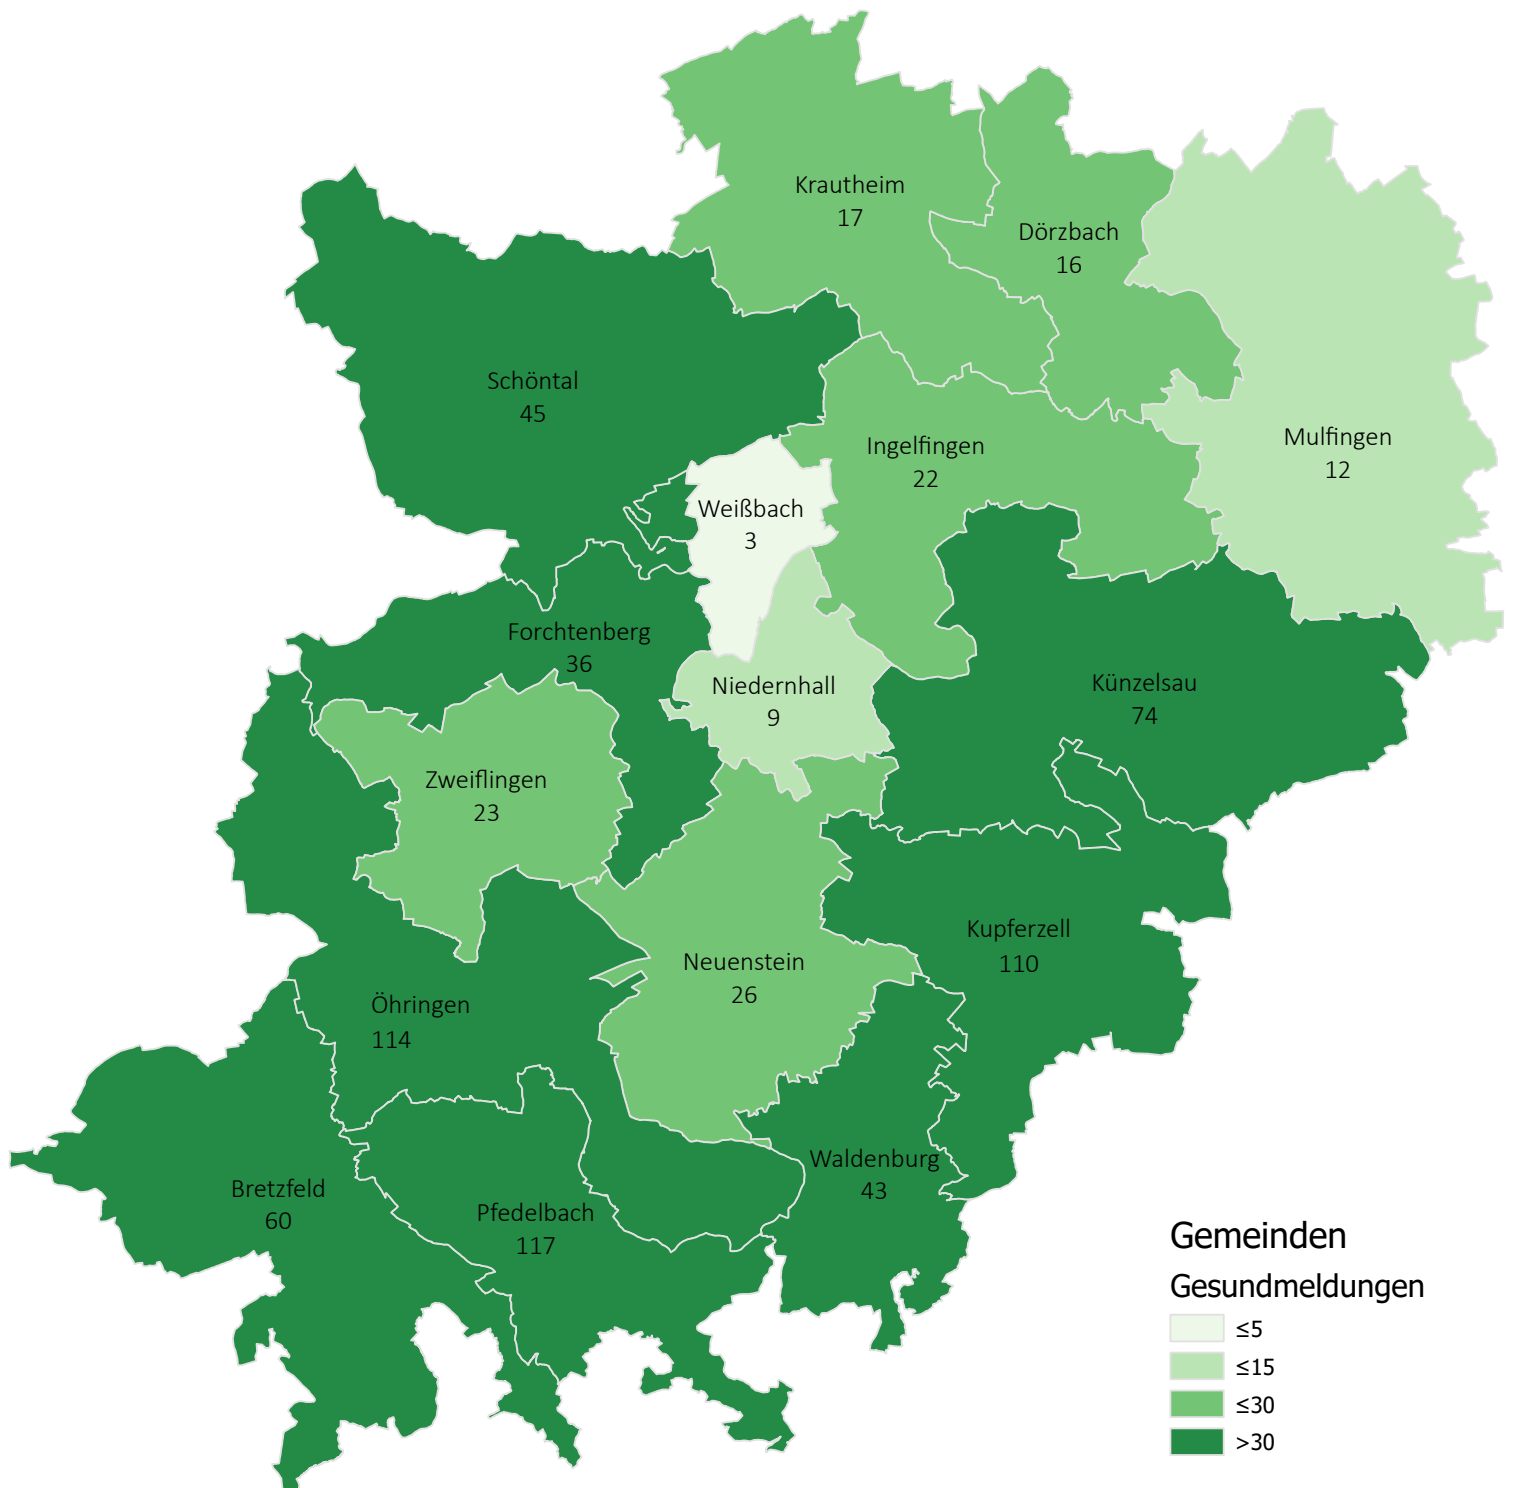 Krautheim
17
Dörzbach
16
Schöntal
45
Ingelfingen
22
Mulfingen
12
Weißbach
3
Forchtenberg
36
Niedernhall
9
Künzelsau
74
Zweiflingen
23
Kupferzell
110
Neuenstein
26
Öhringen
114
Waldenburg
43
Bretzfeld
60
Pfedelbach
117
Gemeinden
Gesundmeldungen
≤5
≤15
≤30
>30